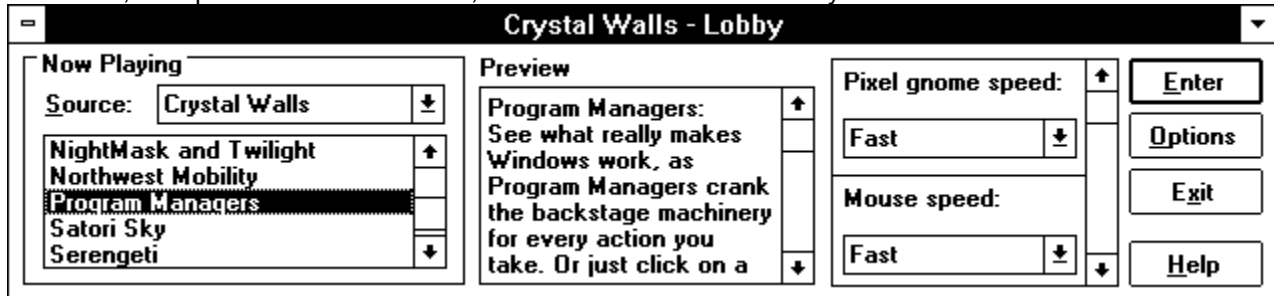 Crystal Walls - Lobby
Now Playing
Source: Crystal Walls
NightMask and Twilight
Northwest Mobility
Program Managers
Satori Sky
Serengeti
Preview
Program Managers:
See what really makes
Windows work, as
Program Managers crank
the backstage machinery
for every action you
take. Or just click on a
Pixel gnome speed:
Fast
Mouse speed:
Fast
Enter
Options
Exit
Help